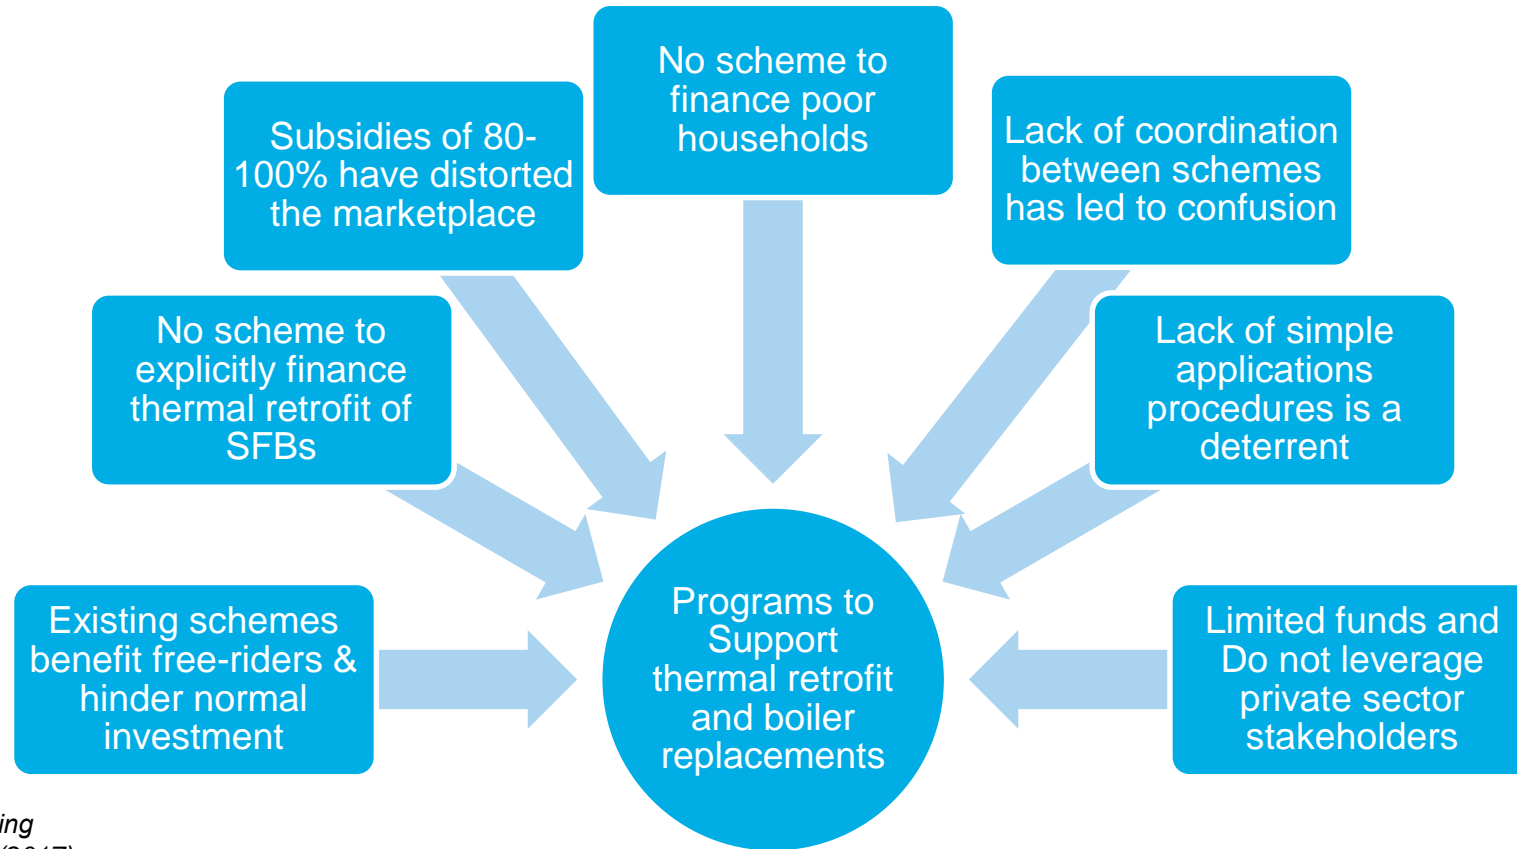 No scheme to
finance poor
households
Subsidies of 80-
100% have distorted
the marketplace
Lack of coordination
between schemes
has led to confusion
No scheme to
explicitly finance
thermal retrofit of
SFBs
Lack of simple
applications
procedures is a
deterrent
Existing schemes
benefit free-riders &
hinder normal
investment
Programs to
Support
thermal retrofit
and boiler
replacements
Limited funds and
Do not leverage
private sector
stakeholders
ing